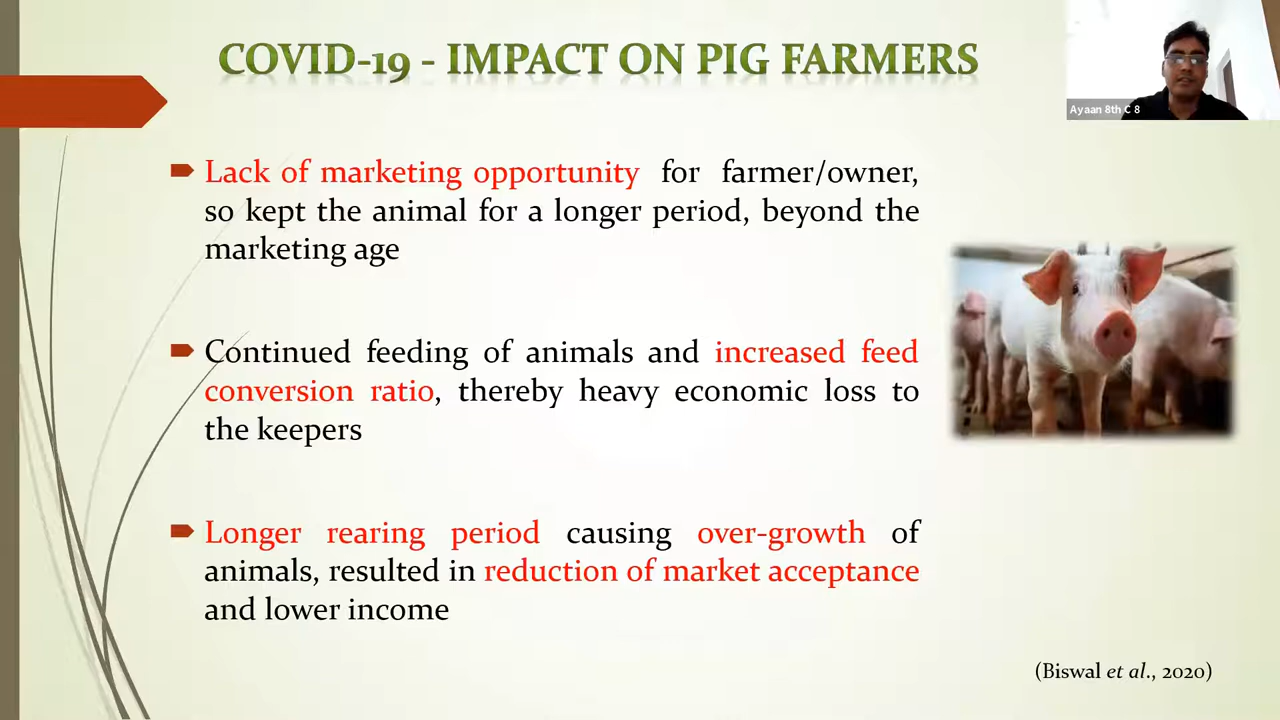 COVID-19 - IMPACT ON PIG FARMERS
Ayaan 8th C 8
Lack of marketing opportunity for farmer/owner,
so kept the animal for a longer period, beyond the
marketing age
Continued feeding of animals and increased feed
conversion ratio, thereby heavy economic loss to
the keepers
Longer rearing period causing over-growth of
animals, resulted in reduction of market acceptance
and lower income
(Biswal et al., 2020)